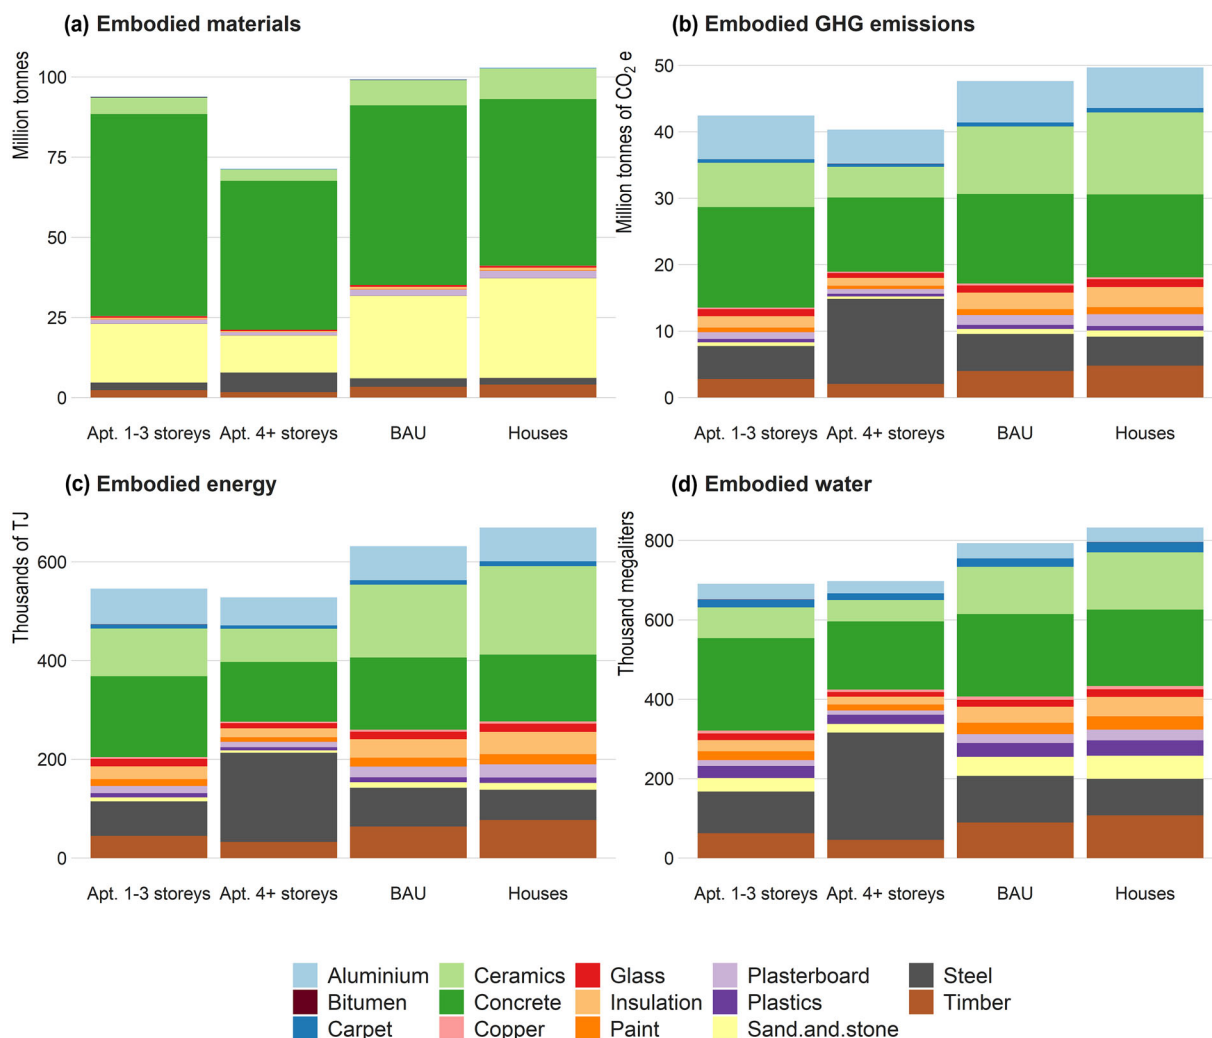 (a) Embodied materials
Million tonnes
100
75
50
25
0
Apt. 1-3 storeys Apt. 4+ storeys BAU Houses
(b) Embodied GHG emissions
Million tonnes of CO2 e
50
40
30
20
10
0
Apt. 1-3 storeys Apt. 4+ storeys BAU Houses
(c) Embodied energy
Thousands of TJ
600
400
200
0
Apt. 1-3 storeys Apt. 4+ storeys BAU Houses
(d) Embodied water
Thousand megaliters
800
600
400
200
0
Apt. 1-3 storeys Apt. 4+ storeys BAU Houses
Aluminium Ceramics Glass Plasterboard Steel
Bitumen Concrete Insulation Plastics Timber
Carpet Copper Paint Sand.and.stone